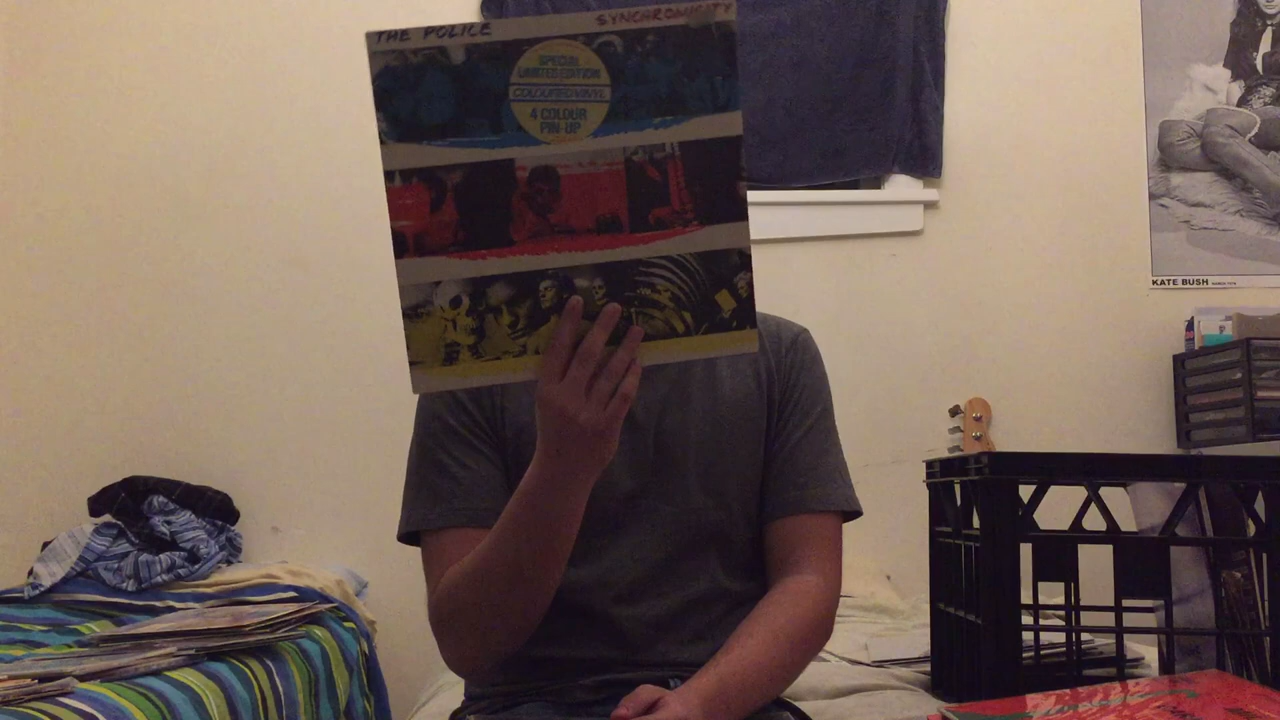 THE POLICE
SYNCHRONICITY
SPECIAL
LIMITED EDITION
COLOURED VINYL
4 COLOUR
PIN-UP
KATE BUSH